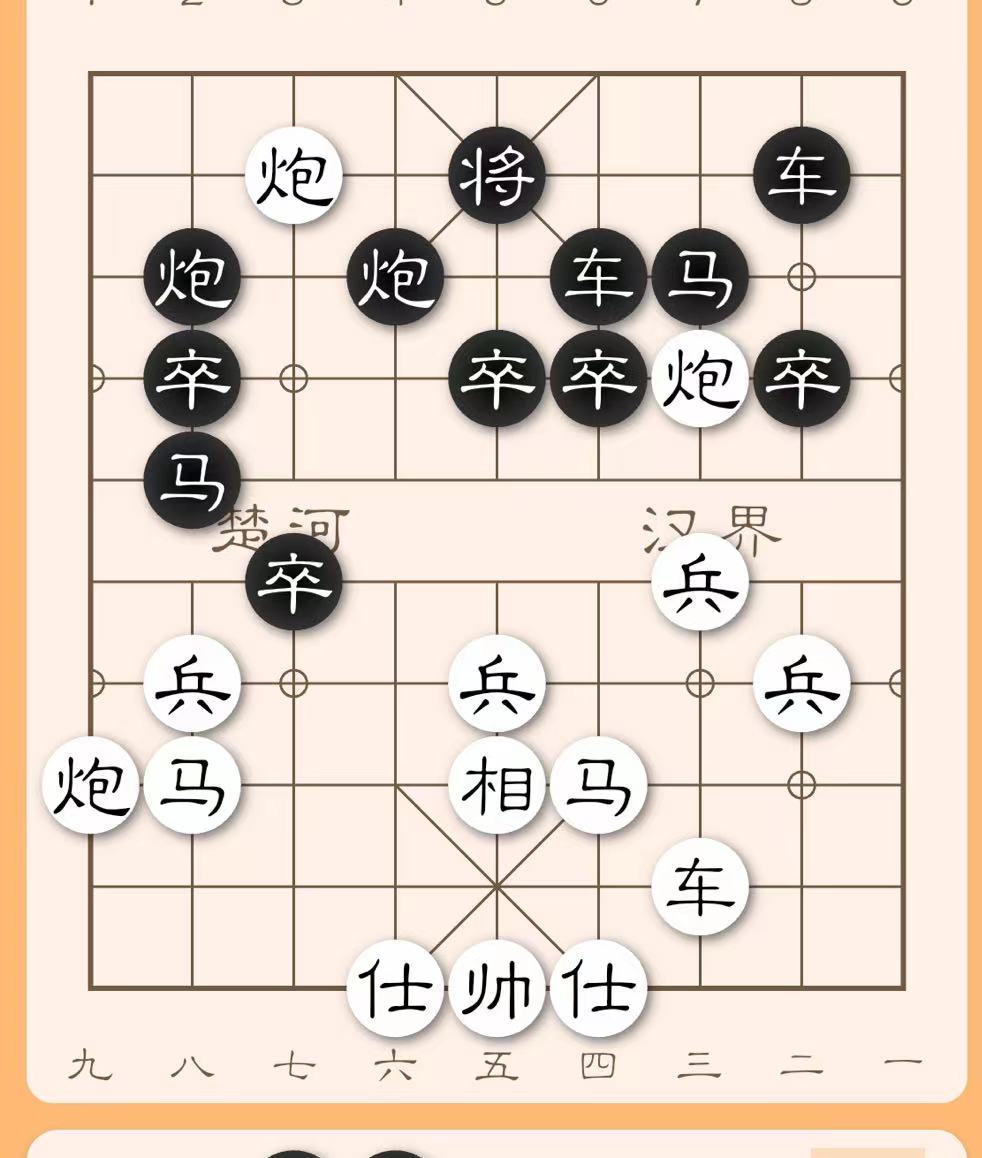 炮 将 车
炮 炮 车 马
卒 卒 卒 炮 卒
马
楚河 汉界
卒 兵
兵 兵 兵
炮 马 相 马
车
仕 帅 仕
九 八 七 六 五 四 三 二 一